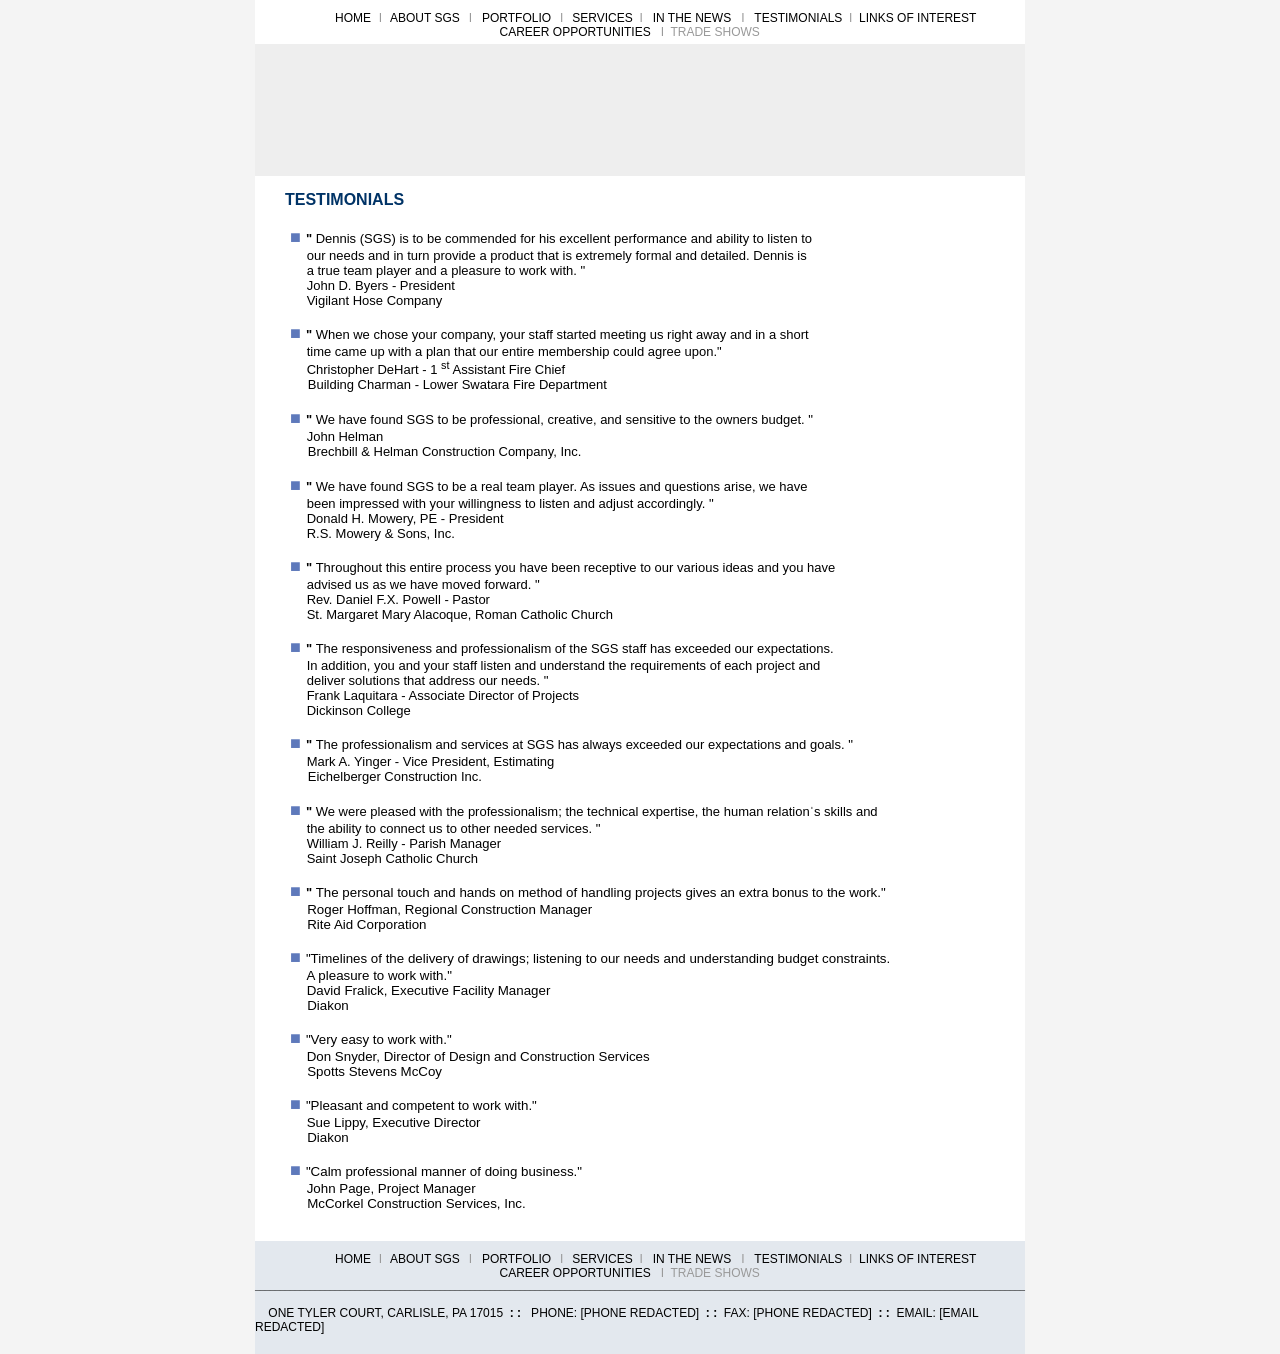 HOME | ABOUT SGS | PORTFOLIO | SERVICES | IN THE NEWS | TESTIMONIALS | LINKS OF INTEREST
CAREER OPPORTUNITIES | TRADE SHOWS
TESTIMONIALS
" Dennis (SGS) is to be commended for his excellent performance and ability to listen to
our needs and in turn provide a product that is extremely formal and detailed. Dennis is
a true team player and a pleasure to work with. "
John D. Byers - President
Vigilant Hose Company
" When we chose your company, your staff started meeting us right away and in a short
time came up with a plan that our entire membership could agree upon."
Christopher DeHart - 1 st Assistant Fire Chief
Building Charman - Lower Swatara Fire Department
" We have found SGS to be professional, creative, and sensitive to the owners budget. "
John Helman
Brechbill & Helman Construction Company, Inc.
" We have found SGS to be a real team player. As issues and questions arise, we have
been impressed with your willingness to listen and adjust accordingly. "
Donald H. Mowery, PE - President
R.S. Mowery & Sons, Inc.
" Throughout this entire process you have been receptive to our various ideas and you have
advised us as we have moved forward. "
Rev. Daniel F.X. Powell - Pastor
St. Margaret Mary Alacoque, Roman Catholic Church
" The responsiveness and professionalism of the SGS staff has exceeded our expectations.
In addition, you and your staff listen and understand the requirements of each project and
deliver solutions that address our needs. "
Frank Laquitara - Associate Director of Projects
Dickinson College
" The professionalism and services at SGS has always exceeded our expectations and goals. "
Mark A. Yinger - Vice President, Estimating
Eichelberger Construction Inc.
" We were pleased with the professionalism; the technical expertise, the human relation's skills and
the ability to connect us to other needed services. "
William J. Reilly - Parish Manager
Saint Joseph Catholic Church
" The personal touch and hands on method of handling projects gives an extra bonus to the work."
Roger Hoffman, Regional Construction Manager
Rite Aid Corporation
"Timelines of the delivery of drawings; listening to our needs and understanding budget constraints.
A pleasure to work with."
David Fralick, Executive Facility Manager
Diakon
"Very easy to work with."
Don Snyder, Director of Design and Construction Services
Spotts Stevens McCoy
"Pleasant and competent to work with."
Sue Lippy, Executive Director
Diakon
"Calm professional manner of doing business."
John Page, Project Manager
McCorkel Construction Services, Inc.
HOME | ABOUT SGS | PORTFOLIO | SERVICES | IN THE NEWS | TESTIMONIALS | LINKS OF INTEREST
CAREER OPPORTUNITIES | TRADE SHOWS
ONE TYLER COURT, CARLISLE, PA 17015 :: PHONE: [PHONE REDACTED] :: FAX: [PHONE REDACTED] :: EMAIL: [EMAIL
REDACTED]